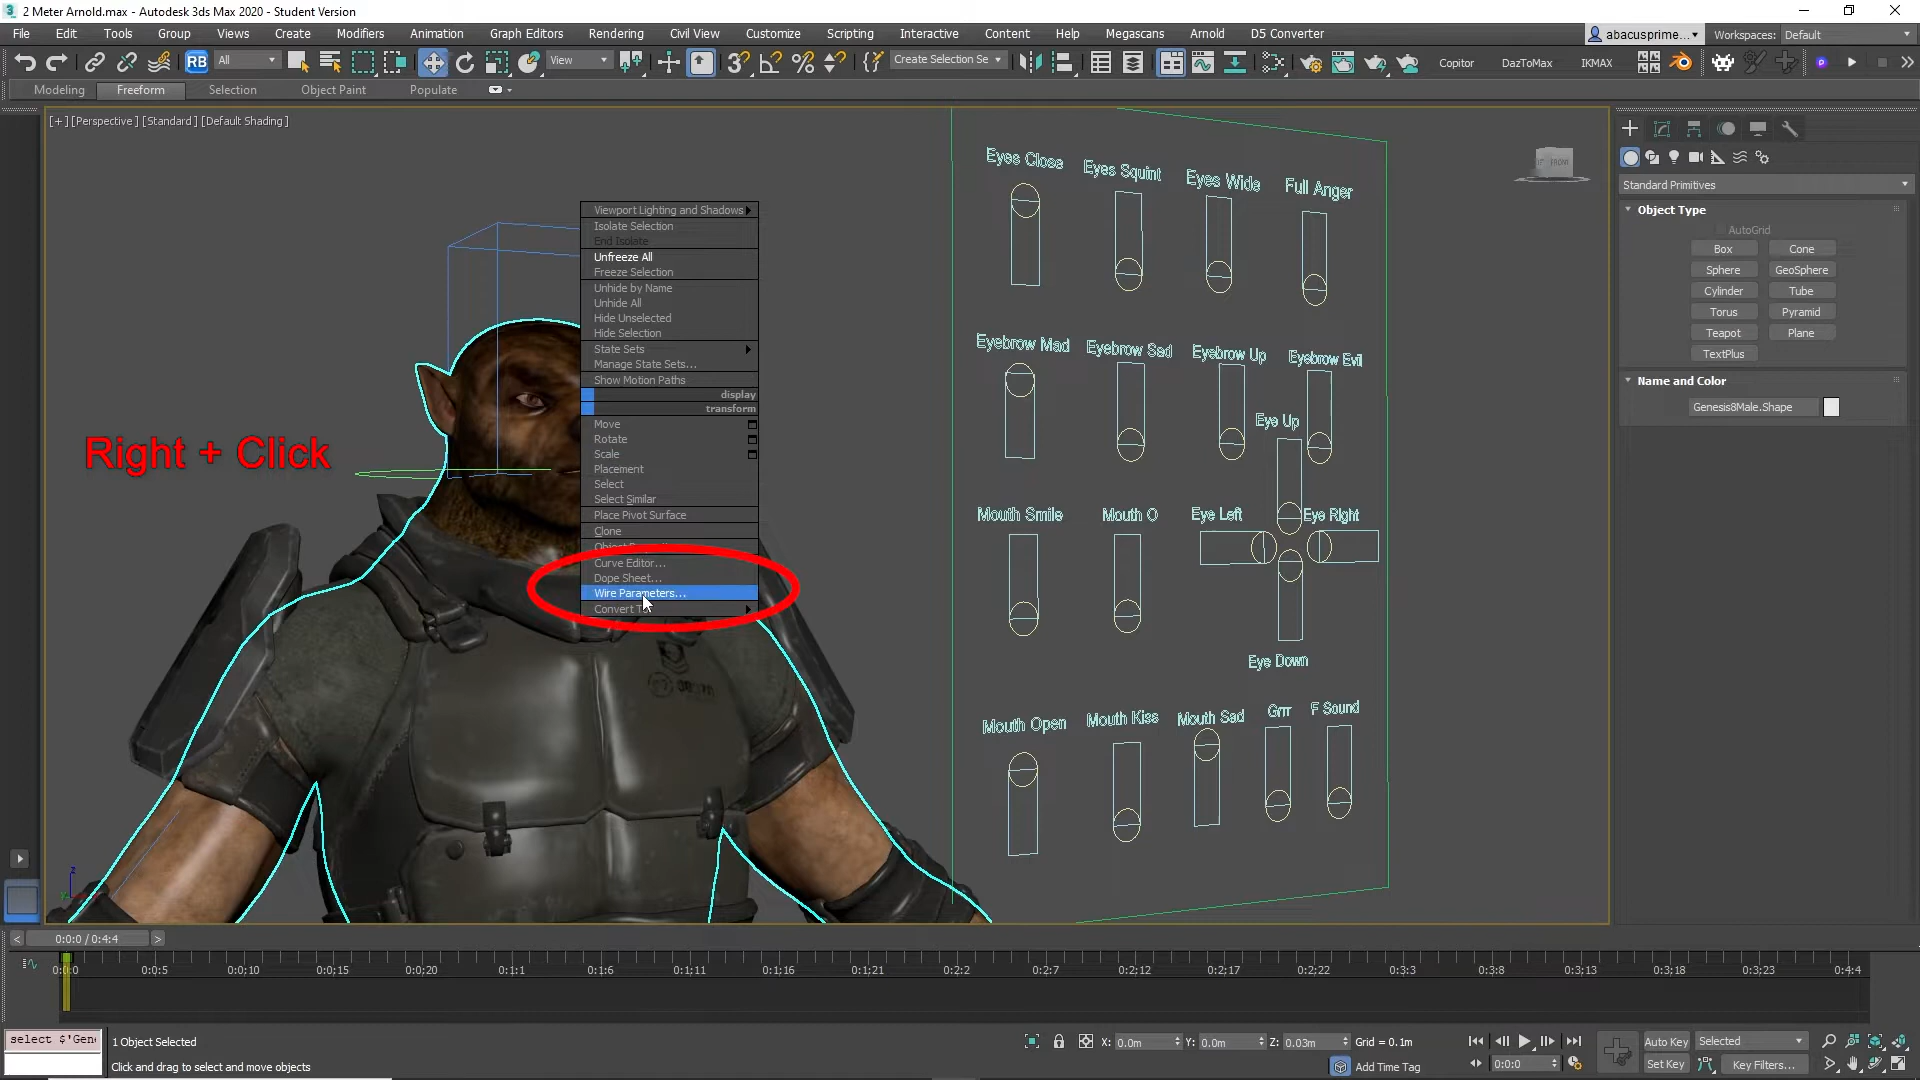 2 Meter Arnold.max - Autodesk 3ds Max 2020 - Student Version
File Edit Tools Group Views Create Modifiers Animation Graph Editors Rendering Civil View Customize Scripting Interactive Content Help Megascans Arnold D5 Converter
abacusprime... Workspaces: Default
RB All View Create Selection Se Copitor DazToMax IKMAX
Modeling Freeform Selection Object Paint Populate
[+] [Perspective ] [Standard ] [Default Shading ]
Right + Click
Viewport Lighting and Shadows
Isolate Selection
End Isolate
Unfreeze All
Freeze Selection
Unhide by Name
Unhide All
Hide Unselected
Hide Selection
State Sets
Manage State Sets...
Show Motion Paths
display
transform
Move
Rotate
Scale
Placement
Select
Select Similar
Place Pivot Surface
Clone
Curve Editor...
Dope Sheet...
Wire Parameters...
Convert T
Eyes Close Eyes Squint Eyes Wide Full Anger
Eyebrow Mad Eyebrow Sad Eyebrow Up Eyebrow Evil
Eye Up
Mouth Smile Mouth O Eye Left Eye Right
Eye Down
Mouth Open Mouth Kiss Mouth Sad Grrr F Sound
FRONT
Standard Primitives
Object Type
AutoGrid
Box Cone
Sphere GeoSphere
Cylinder Tube
Torus Pyramid
Teapot Plane
TextPlus
Name and Color
Genesis8Male.Shape
< 0:0:0 / 0:4:4 >
0:0:0 0:0;5 0:0;10 0:0;15 0:0;20 0:1;1 0:1;6 0:1;11 0:1;16 0:1;21 0:2;2 0:2;7 0:2;12 0:2;17 0:2;22 0:3;3 0:3;8 0:3;13 0:3;18 0:3;23 0:4:4
select $'Gen
1 Object Selected
Click and drag to select and move objects
X: 0.0m Y: 0.0m Z: 0.03m Grid = 0.1m
Add Time Tag
0:0:0
Auto Key Selected
Set Key Key Filters...